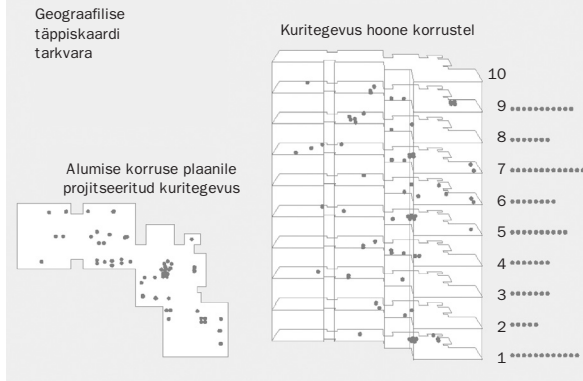 Geograafilise
täppiskaardi
tarkvara
Kuritegevus hoone korrustel
10
9
8
7
6
5
4
3
2
1
Alumise korruse plaanile
projitseeritud kuritegevus